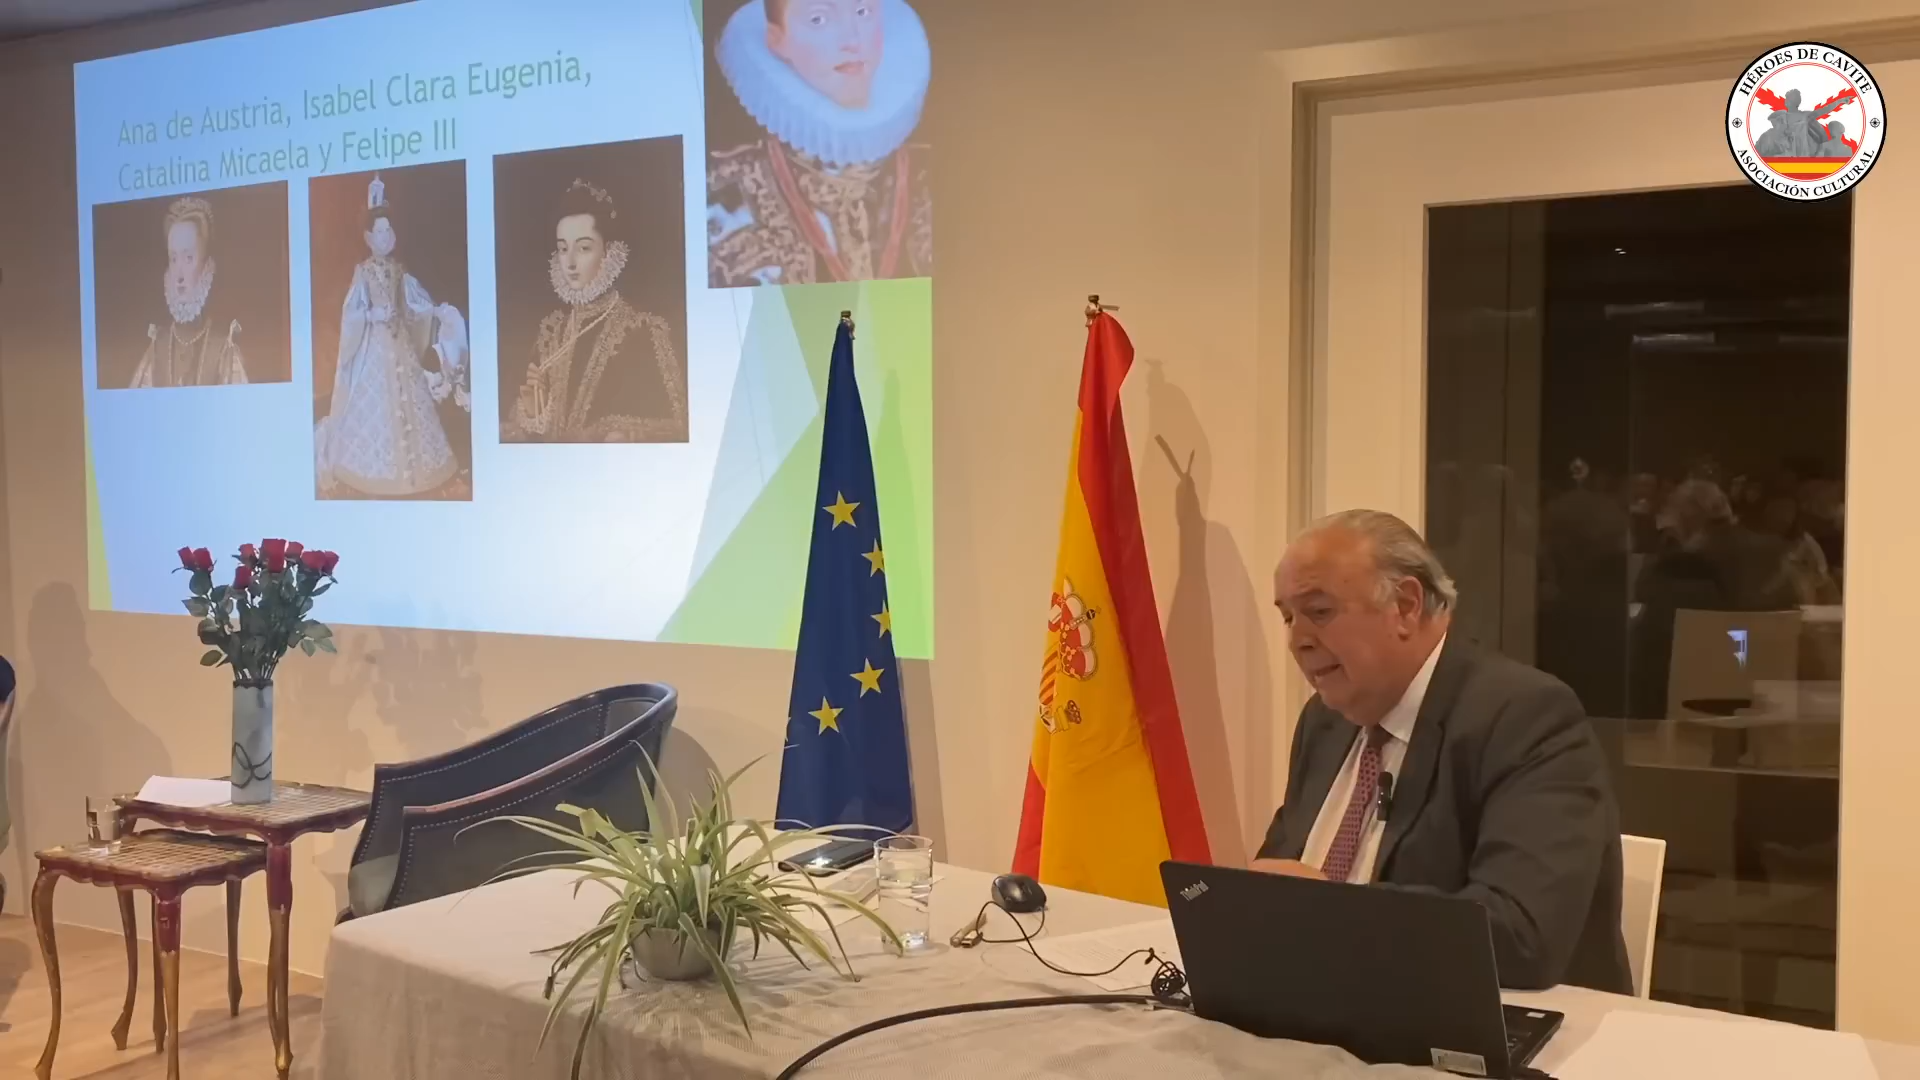 Ana de Austria, Isabel Clara Eugenia,
Catalina Micaela y Felipe III
HÉROES DE CAVITE
ASOCIACIÓN CULTURAL
ThinkPad